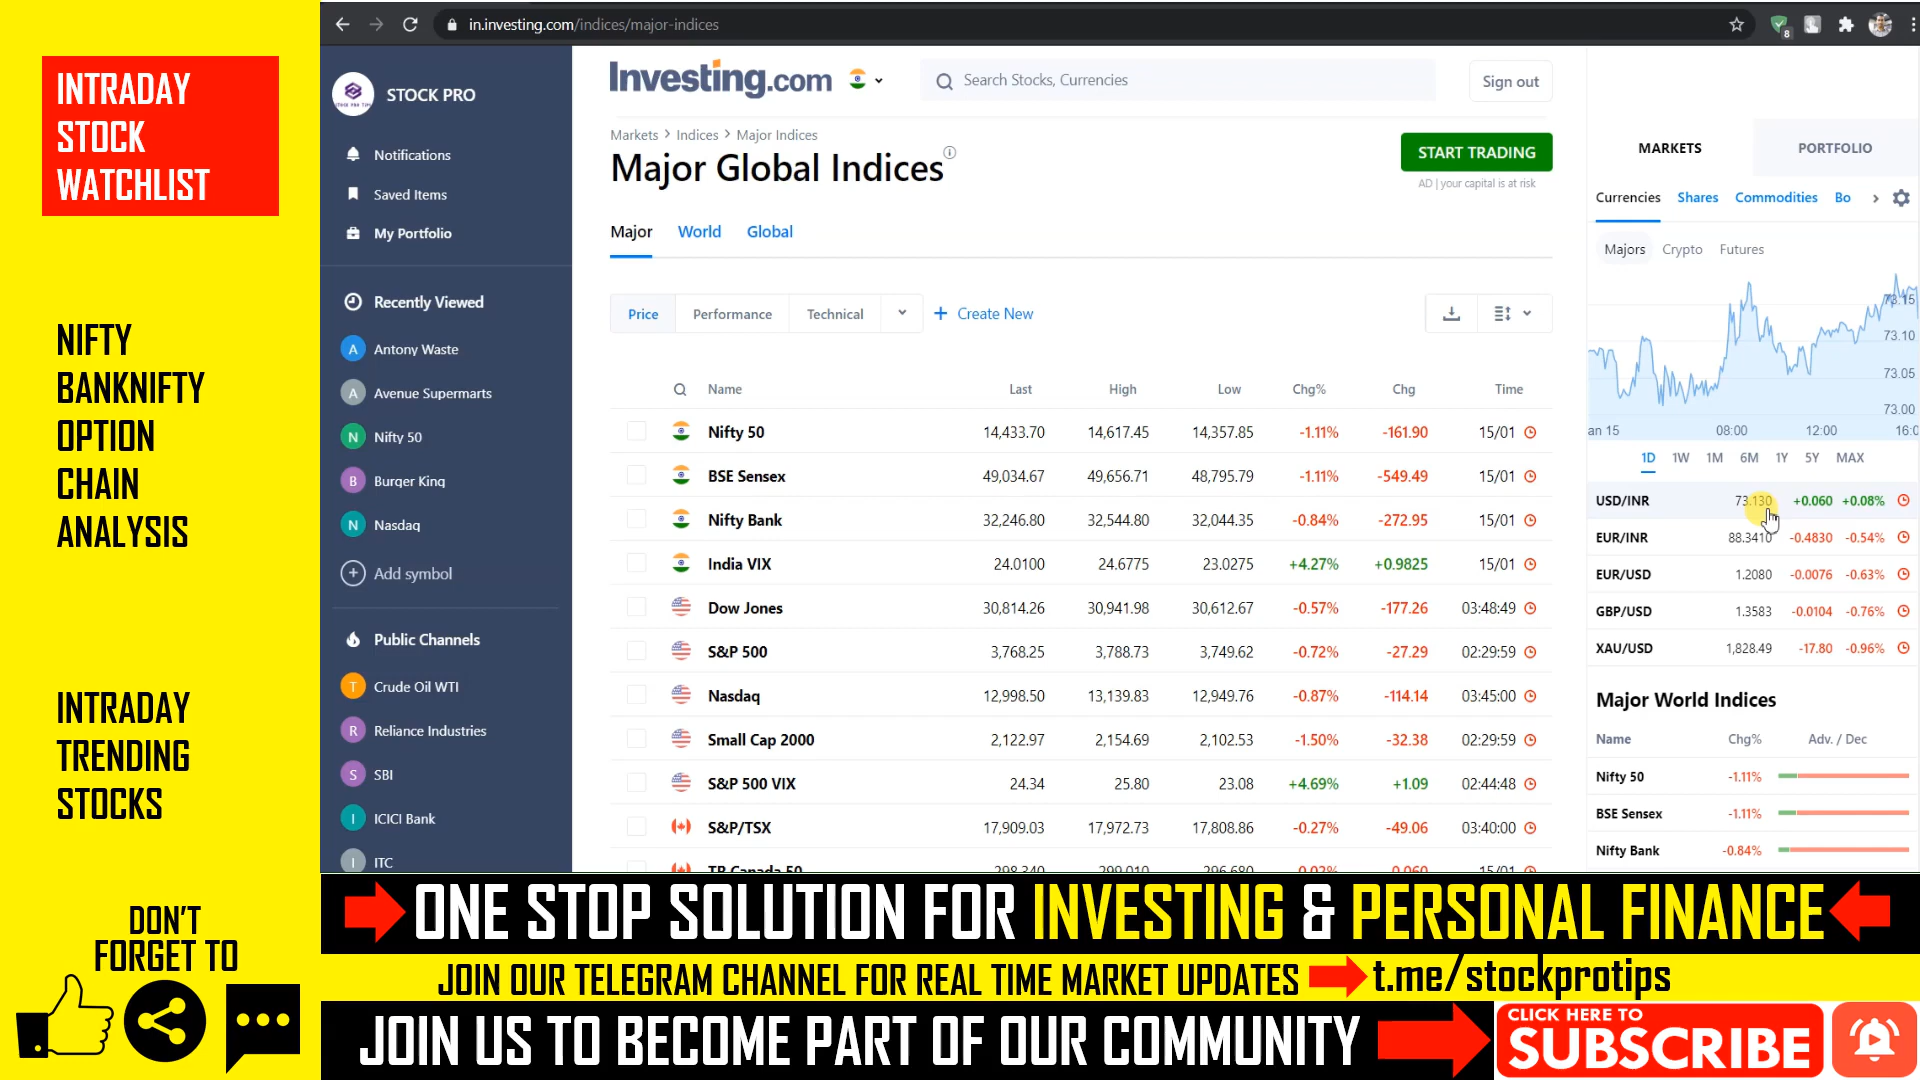 INTRADAY
STOCK
WATCHLIST
NIFTY
BANKNIFTY
OPTION
CHAIN
ANALYSIS
INTRADAY
TRENDING
STOCKS
DON'T
FORGET TO
in.investing.com/indices/major-indices
8
STOCK PRO
Notifications
Saved Items
My Portfolio
Recently Viewed
A Antony Waste
A Avenue Supermarts
N Nifty 50
B Burger King
N Nasdaq
Add symbol
Public Channels
T Crude Oil WTI
R Reliance Industries
S SBI
I ICICI Bank
I ITC
Investing.com
Search Stocks, Currencies
Sign out
Markets > Indices > Major Indices
Major Global Indices
START TRADING
AD | your capital is at risk
Major World Global
Price Performance Technical + Create New
Name Last High Low Chg% Chg Time
Nifty 50 14,433.70 14,617.45 14,357.85 -1.11% -161.90 15/01
BSE Sensex 49,034.67 49,656.71 48,795.79 -1.11% -549.49 15/01
Nifty Bank 32,246.80 32,544.80 32,044.35 -0.84% -272.95 15/01
India VIX 24.0100 24.6775 23.0275 +4.27% +0.9825 15/01
Dow Jones 30,814.26 30,941.98 30,612.67 -0.57% -177.26 03:48:49
S&P 500 3,768.25 3,788.73 3,749.62 -0.72% -27.29 02:29:59
Nasdaq 12,998.50 13,139.83 12,949.76 -0.87% -114.14 03:45:00
Small Cap 2000 2,122.97 2,154.69 2,102.53 -1.50% -32.38 02:29:59
S&P 500 VIX 24.34 25.80 23.08 +4.69% +1.09 02:44:48
S&P/TSX 17,909.03 17,972.73 17,808.86 -0.27% -49.06 03:40:00
MARKETS PORTFOLIO
Currencies Shares Commodities Bo >
Majors Crypto Futures
73.15
73.10
73.05
73.00
an 15 08:00 12:00 16:0
1D 1W 1M 6M 1Y 5Y MAX
USD/INR 73.130 +0.060 +0.08%
EUR/INR 88.3410 -0.4830 -0.54%
EUR/USD 1.2080 -0.0076 -0.63%
GBP/USD 1.3583 -0.0104 -0.76%
XAU/USD 1,828.49 -17.80 -0.96%
Major World Indices
Name Chg% Adv. / Dec
Nifty 50 -1.11%
BSE Sensex -1.11%
Nifty Bank -0.84%
ONE STOP SOLUTION FOR INVESTING & PERSONAL FINANCE
JOIN OUR TELEGRAM CHANNEL FOR REAL TIME MARKET UPDATES t.me/stockprotips
JOIN US TO BECOME PART OF OUR COMMUNITY
CLICK HERE TO
SUBSCRIBE